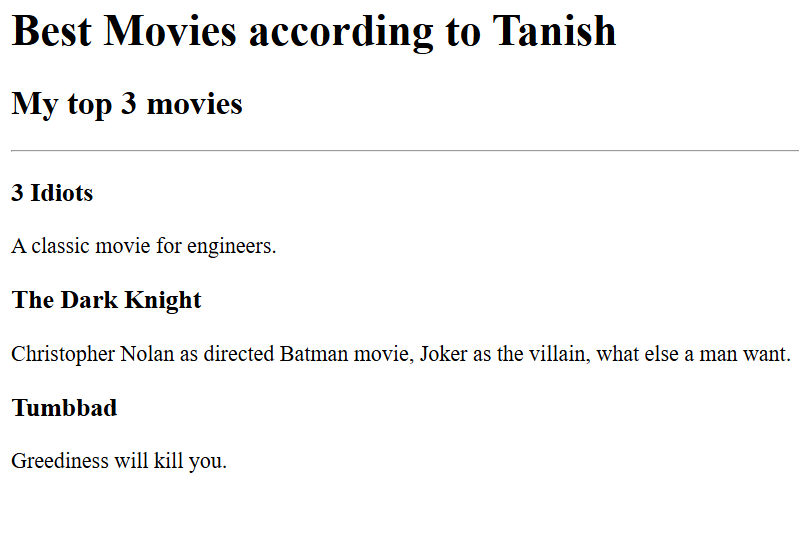 Best Movies according to Tanish
My top 3 movies
3 Idiots
A classic movie for engineers.
The Dark Knight
Christopher Nolan as directed Batman movie, Joker as the villain, what else a man want.
Tumbbad
Greediness will kill you.